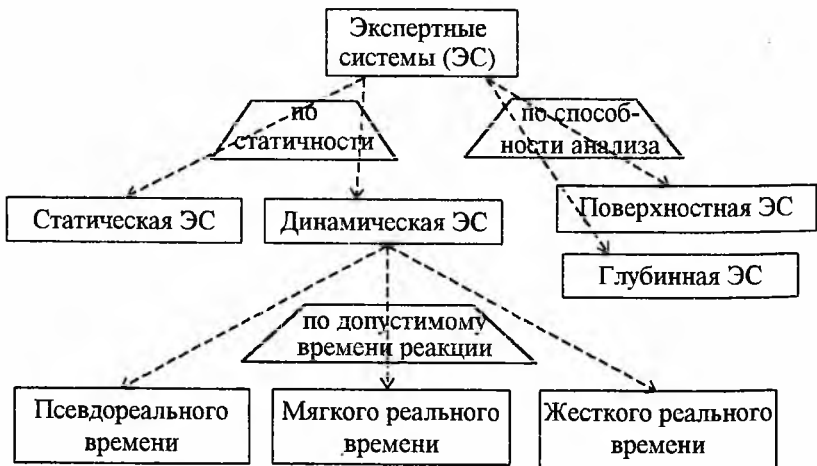 Экспертные
системы (ЭС)
по
статичности
по способ-
ности анализа
Статическая ЭС
Динамическая ЭС
Поверхностная ЭС
Глубинная ЭС
по допустимому
времени реакции
Псевдореального
времени
Мягкого реального
времени
Жесткого реального
времени